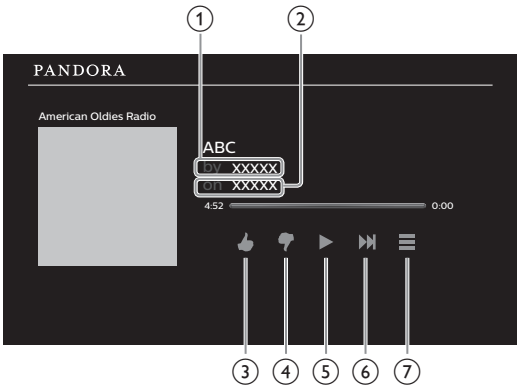 ① ②
PANDORA
American Oldies Radio
ABC
by xxxxx
on xxxxx
4:52 0:00
③ ④ ⑤ ⑥ ⑦